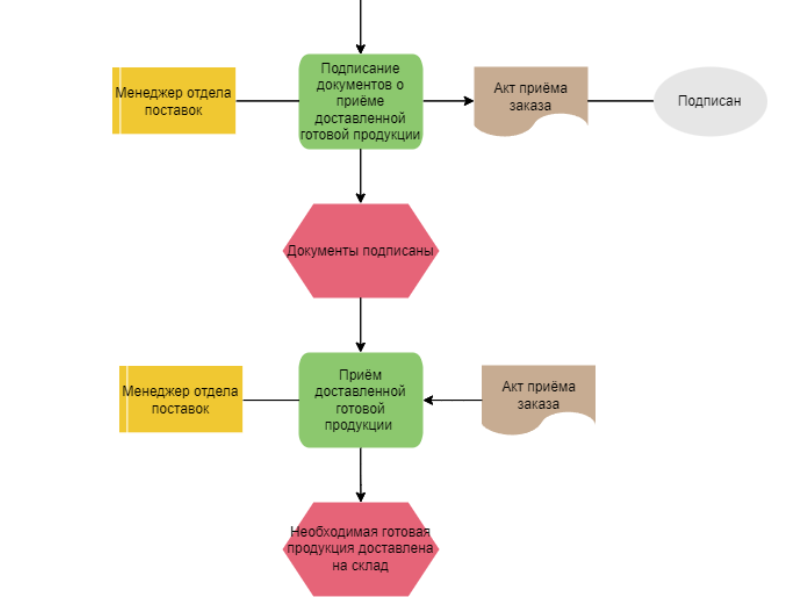 Менеджер отдела
поставок
Подписание
документов о
приёме
доставленной
готовой продукции
Акт приёма
заказа
Подписан
Документы подписаны
Менеджер отдела
поставок
Приём
доставленной
готовой
продукции
Акт приёма
заказа
Необходимая готовая
продукция доставлена
на склад